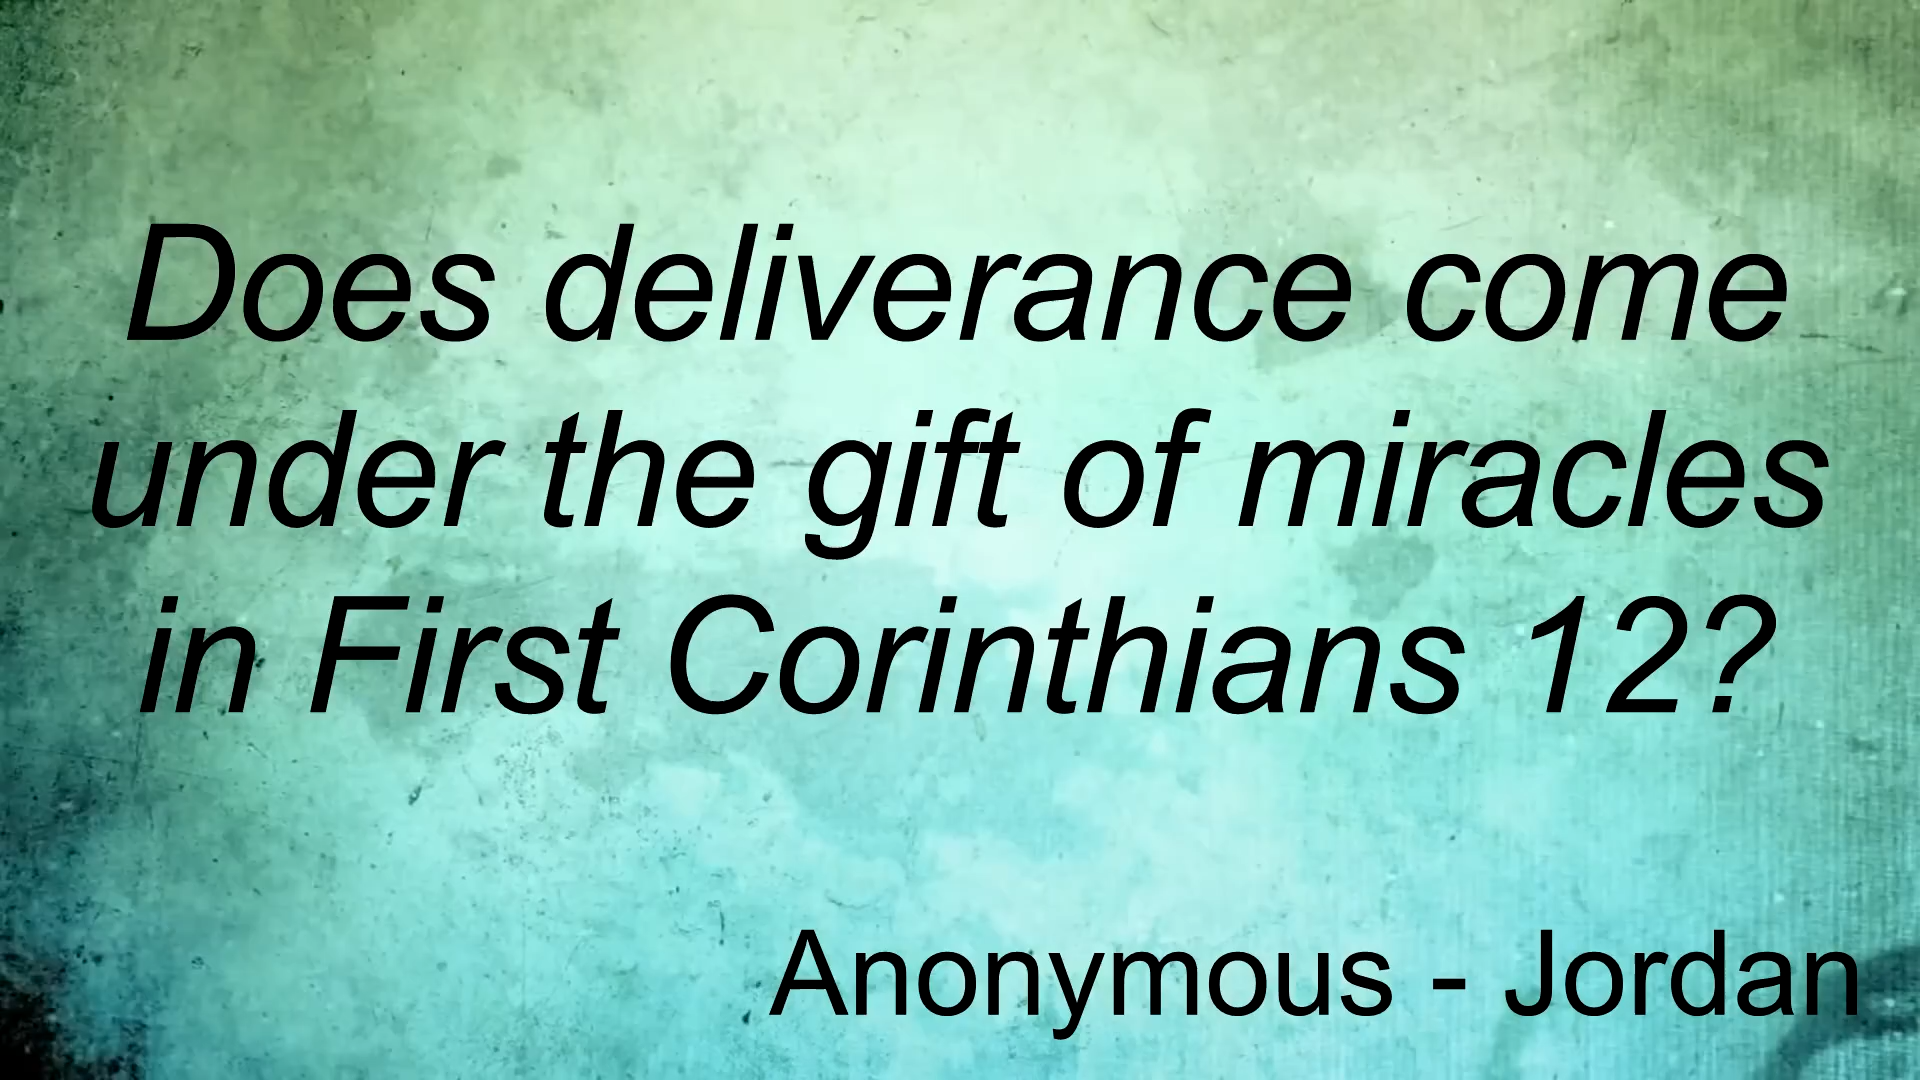 Does deliverance come
under the gift of miracles
in First Corinthians 12?
Anonymous - Jordan